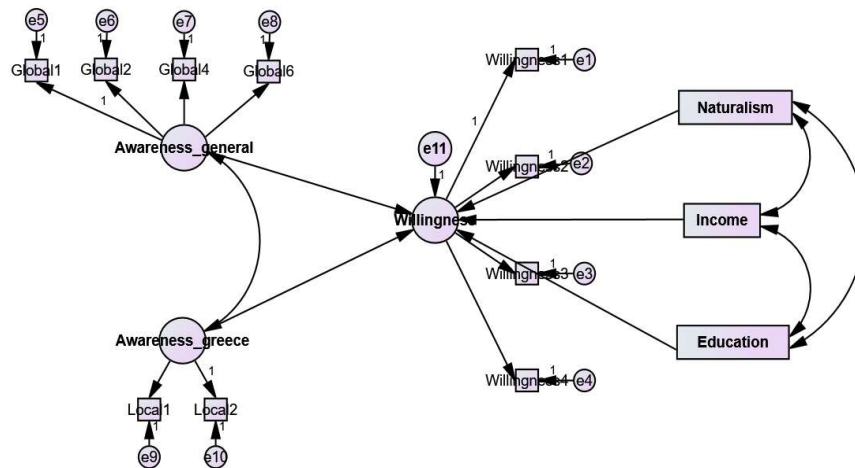 e5
e6
e7
e8
1
1
1
1
Global1
Global2
Global4
Global6
1
Awareness_general
Awareness_greece
1
Local1
Local2
1
1
e9
e10
e11
1
Willingness
1
Willingness1
1
e1
Willingness2
1
e2
Willingness3
1
e3
Willingness4
1
e4
Naturalism
Income
Education